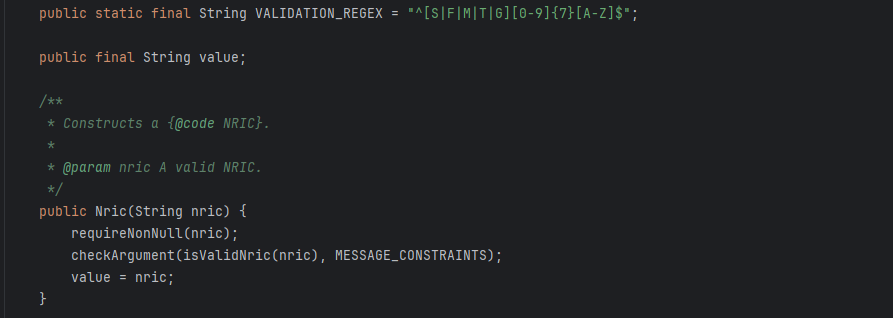 public static final String VALIDATION_REGEX = "^[S|F|M|T|G][0-9]{7}[A-Z]$";
public final String value;
/**
* Constructs a {@code NRIC}.
*
* @param nric A valid NRIC.
*/
public Nric(String nric) {
requireNonNull(nric);
checkArgument(isValidNric(nric), MESSAGE_CONSTRAINTS);
value = nric;
}